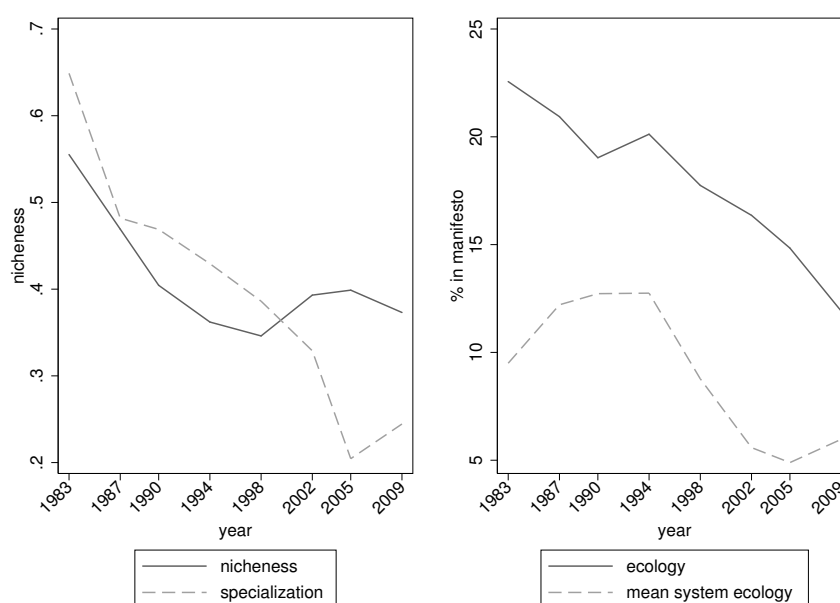 .7
.6
.5
.4
.3
.2
nicheness
1983 1987 1990 1994 1998 2002 2005 2009
year
nicheness
specialization
25
20
15
10
5
% in manifesto
1983 1987 1990 1994 1998 2002 2005 2009
year
ecology
mean system ecology